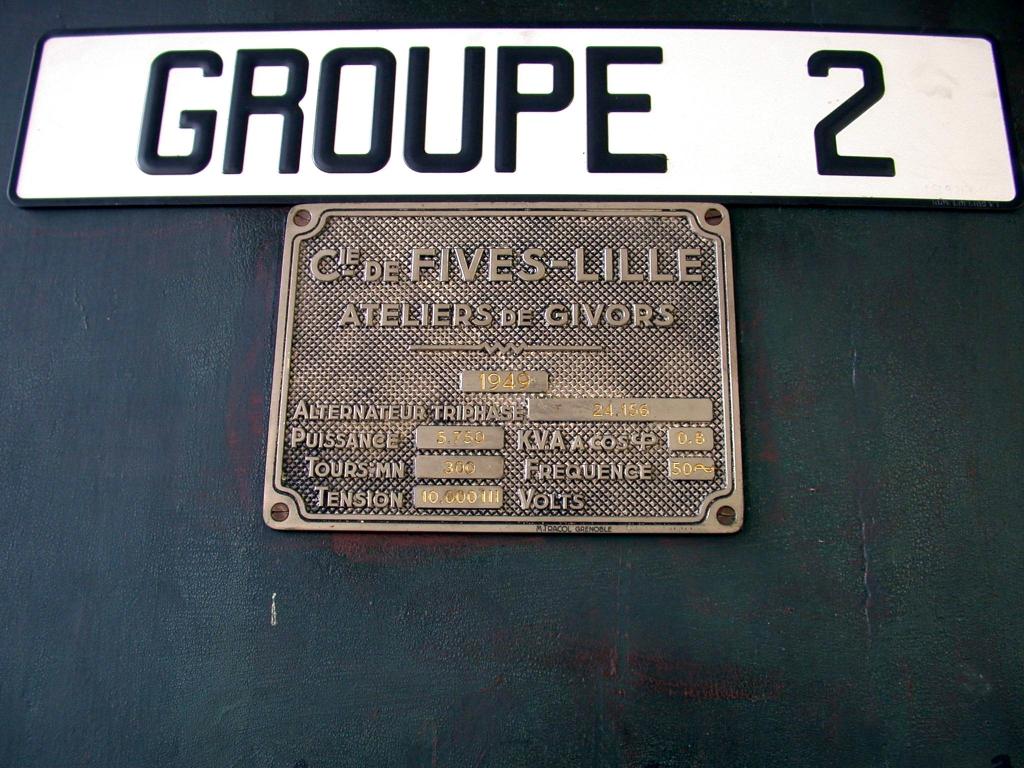 GROUPE 2
CIE DE FIVES-LILLE
ATELIERS DE GIVORS
1949
ALTERNATEUR TRIPHASE 24.156
PUISSANCE 5.750 KVA A COS φ 0.8
TOURS:MN 300 FREQUENCE 50~
TENSION 10.000 III VOLTS
M.TRACOL GRENOBLE